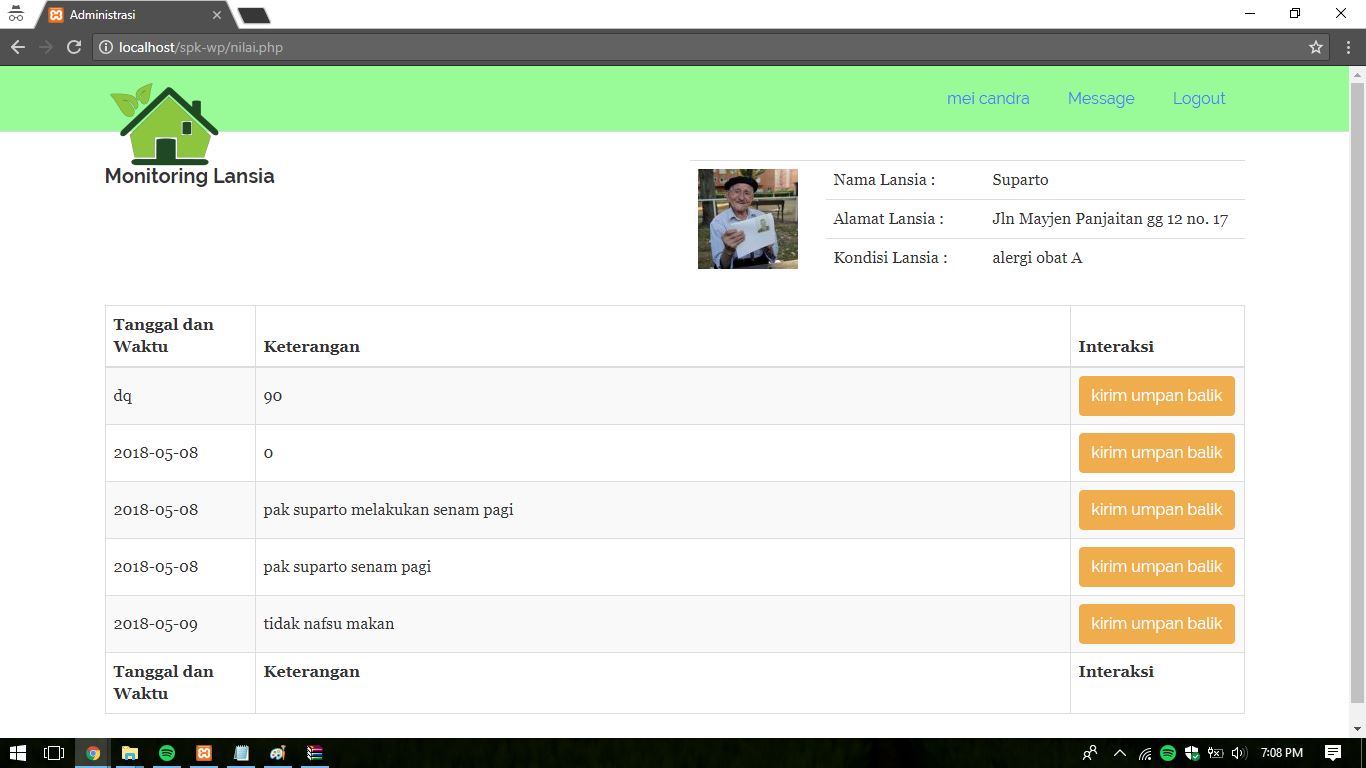 Administrasi
localhost/spk-wp/nilai.php
mei candra Message Logout
Monitoring Lansia
Nama Lansia : Suparto
Alamat Lansia : Jln Mayjen Panjaitan gg 12 no. 17
Kondisi Lansia : alergi obat A
Tanggal dan
Waktu Keterangan Interaksi
dq 90 kirim umpan balik
2018-05-08 0 kirim umpan balik
2018-05-08 pak suparto melakukan senam pagi kirim umpan balik
2018-05-08 pak suparto senam pagi kirim umpan balik
2018-05-09 tidak nafsu makan kirim umpan balik
Tanggal dan Keterangan Interaksi
Waktu
7:08 PM